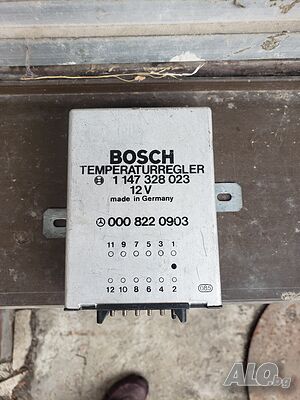 BOSCH
TEMPERATURREGLER
1 147 328 023
12 V
made in Germany
000 822 0903
11 9 7 5 3 1
12 10 8 6 4 2
ALO.bg